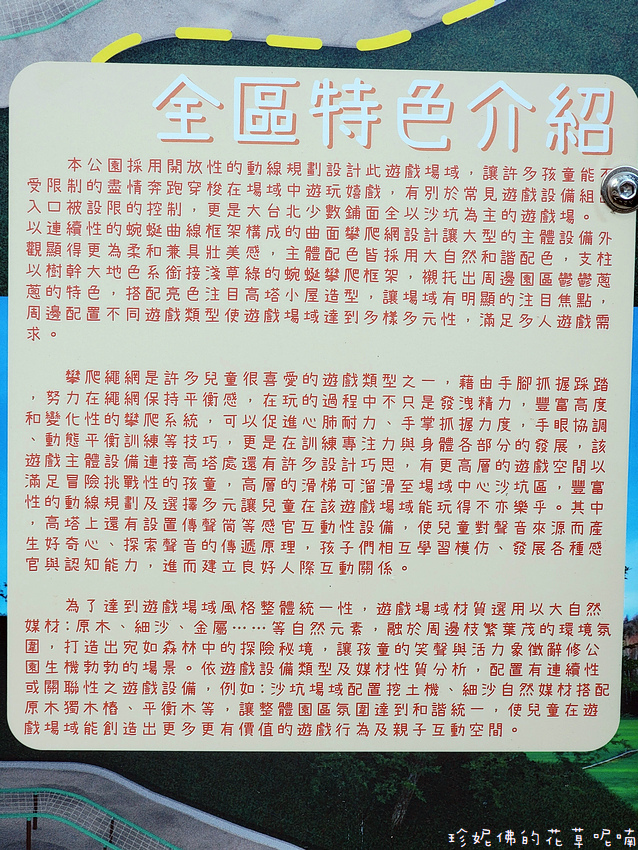 全區特色介紹
本公園採用開放性的動線規劃設計此遊戲場域，讓許多孩童能不
受限制的盡情奔跑穿梭在場域中遊玩嬉戲，有別於常見遊戲設備組
入口被設限的控制，更是大台北少數鋪面全以沙坑為主的遊戲場。
以連續性的蜿蜒曲線框架構成的曲面攀爬網設計讓大型的主體設備外
觀顯得更為柔和兼具壯美感，主體配色皆採用大自然和諧配色，支柱
以樹幹大地色系銜接淺草綠的蜿蜒攀爬框架，襯托出周邊園區鬱鬱蔥
蔥的特色，搭配亮色注目高塔小屋造型，讓場域有明顯的注目焦點，
周邊配置不同遊戲類型使遊戲場域達到多樣多元性，滿足多人遊戲需
求。
攀爬繩網是許多兒童很喜愛的遊戲類型之一，藉由手腳抓握踩踏
，努力在繩網保持平衡感，在玩的過程中不只是發洩精力，豐富高度
和變化性的攀爬系統，可以促進心肺耐力、手掌抓握力度，手眼協調
、動態平衡訓練等技巧，更是在訓練專注力與身體各部分的發展，該
遊戲主體設備連接高塔處還有許多設計巧思，有更高層的遊戲空間以
滿足冒險挑戰性的孩童，高層的滑梯可溜滑至場域中心沙坑區，豐富
性的動線規劃及選擇多元讓兒童在該遊戲場域能玩得不亦樂乎。其中
，高塔上還有設置傳聲筒等感官互動性設備，使兒童對聲音來源而產
生好奇心、探索聲音的傳遞原理，孩子們相互學習模仿、發展各種感
官與認知能力，進而建立良好人際互動關係。
為了達到遊戲場域風格整體統一性，遊戲場域材質選用以大自然
媒材:原木、細沙、金屬……等自然元素，融於周邊枝繁葉茂的環境氛
圍，打造出宛如森林中的探險秘境，讓孩童的笑聲與活力象徵辭修公
園生機勃勃的場景。依遊戲設備類型及媒材性質分析，配置有連續性
或關聯性之遊戲設備，例如:沙坑場域配置挖土機、細沙自然媒材搭配
原木獨木樁、平衡木等，讓整體園區氛圍達到和諧統一，使兒童在遊
戲場域能創造出更多更有價值的遊戲行為及親子互動空間。
珍妮佛的花草呢喃